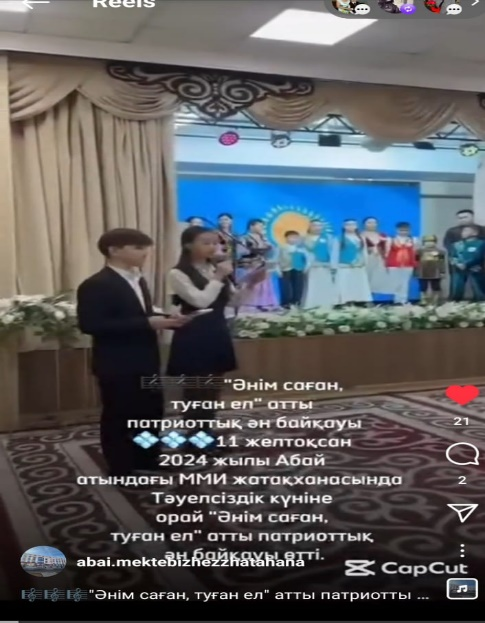 Reels
🎼🎼🎼"Әнім саған,
туған ел" атты
патриоттық ән байқауы
💠💠💠11 желтоқсан
2024 жылы Абай
атындағы ММИ жатақханасында
Тәуелсіздік күніне
орай "Әнім саған,
туған ел" атты патриоттық
ән байқауы өтті.
abai.mektebizhezzhatahana
CapCut
🎼🎼🎼"Әнім саған, туған ел" атты патриотты ...
21
2